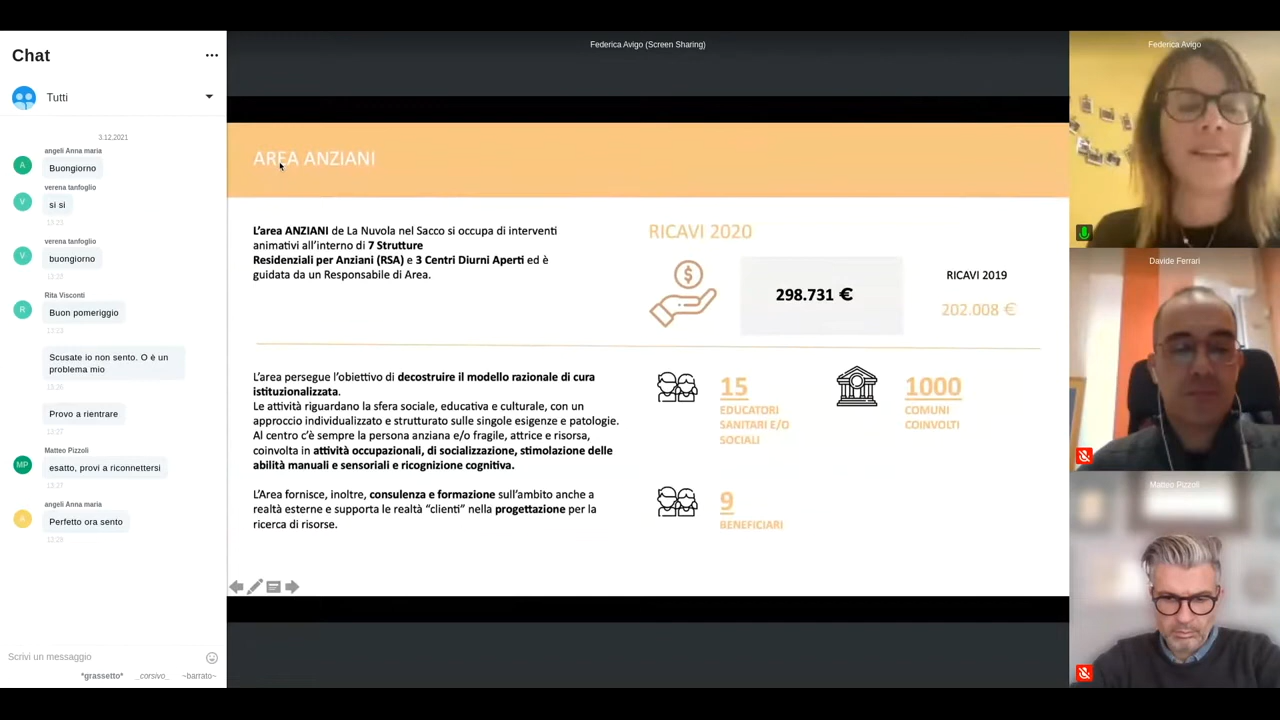 Chat
Tutti
3.12.2021
angeli Anna maria
A
Buongiorno
verena tanfoglio
V
si si
13:23
verena tanfoglio
V
buongiorno
Rita Visconti
R
Buon pomeriggio
Scusate io non sento. O è un
problema mio
13:26
Provo a rientrare
13:27
Matteo Pizzoli
MP
esatto, provi a riconnettersi
13:27
angeli Anna maria
A
Perfetto ora sento
Scrivi un messaggio
*grassetto* _corsivo_ ~barrato~
Federica Avigo (Screen Sharing)
AREA ANZIANI
L'area ANZIANI de La Nuvola nel Sacco si occupa di interventi
animativi all'interno di 7 Strutture
Residenziali per Anziani (RSA) e 3 Centri Diurni Aperti ed è
guidata da un Responsabile di Area.
RICAVI 2020
$
298.731 €
RICAVI 2019
202.008 €
L'area persegue l'obiettivo di decostruire il modello razionale di cura
istituzionalizzata.
Le attività riguardano la sfera sociale, educativa e culturale, con un
approccio individualizzato e strutturato sulle singole esigenze e patologie.
Al centro c'è sempre la persona anziana e/o fragile, attrice e risorsa,
coinvolta in attività occupazionali, di socializzazione, stimolazione delle
abilità manuali e sensoriali e ricognizione cognitiva.
L'Area fornisce, inoltre, consulenza e formazione sull'ambito anche a
realtà esterne e supporta le realtà "clienti" nella progettazione per la
ricerca di risorse.
15
EDUCATORI
SANITARI E/O
SOCIALI
1000
COMUNI
COINVOLTI
9
BENEFICIARI
Federica Avigo
Davide Ferrari
Matteo Pizzoli